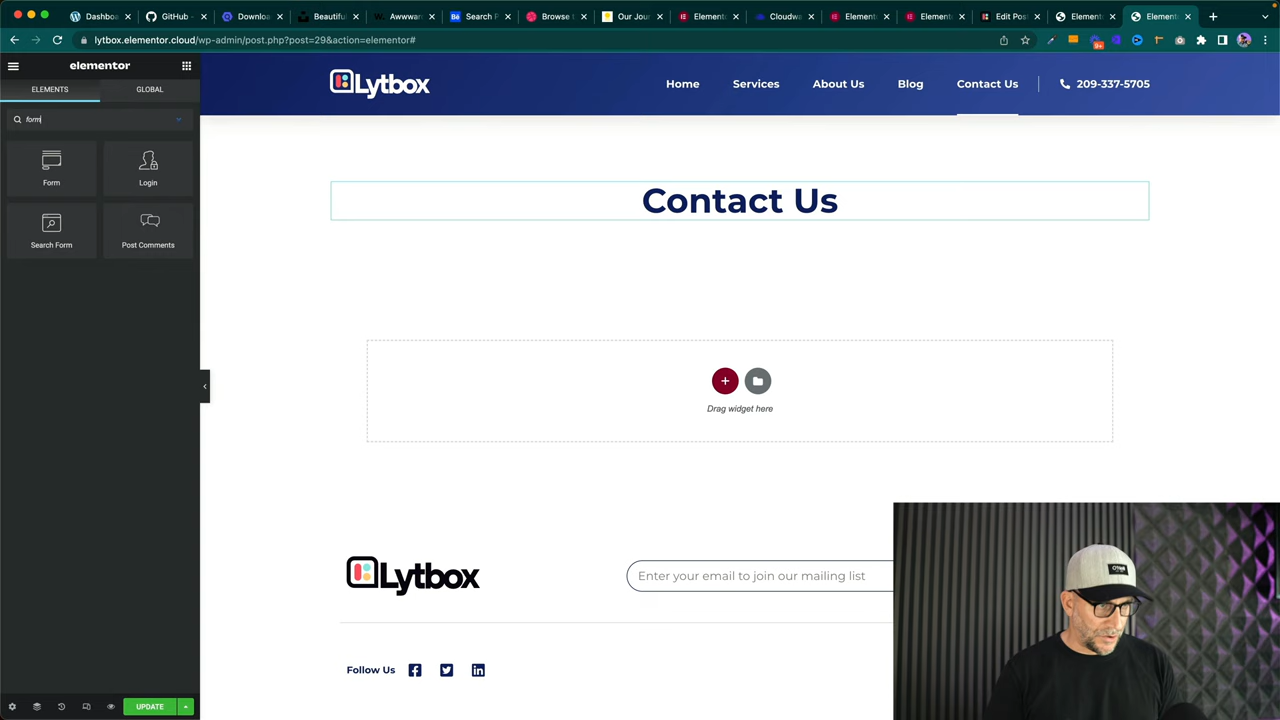 Dashboa
GitHub -
Downloa
Beautiful
Awwwar
Search P
Browse
Our Jour
Element
Cloudwa
Element
Element
Edit Pos
Element
Element
lytbox.elementor.cloud/wp-admin/post.php?post=29&action=elementor#
9+
elementor
ELEMENTS
GLOBAL
form
Form
Login
Search Form
Post Comments
UPDATE
Lytbox
Home
Services
About Us
Blog
Contact Us
209-337-5705
Contact Us
Drag widget here
Lytbox
Enter your email to join our mailing list
Follow Us